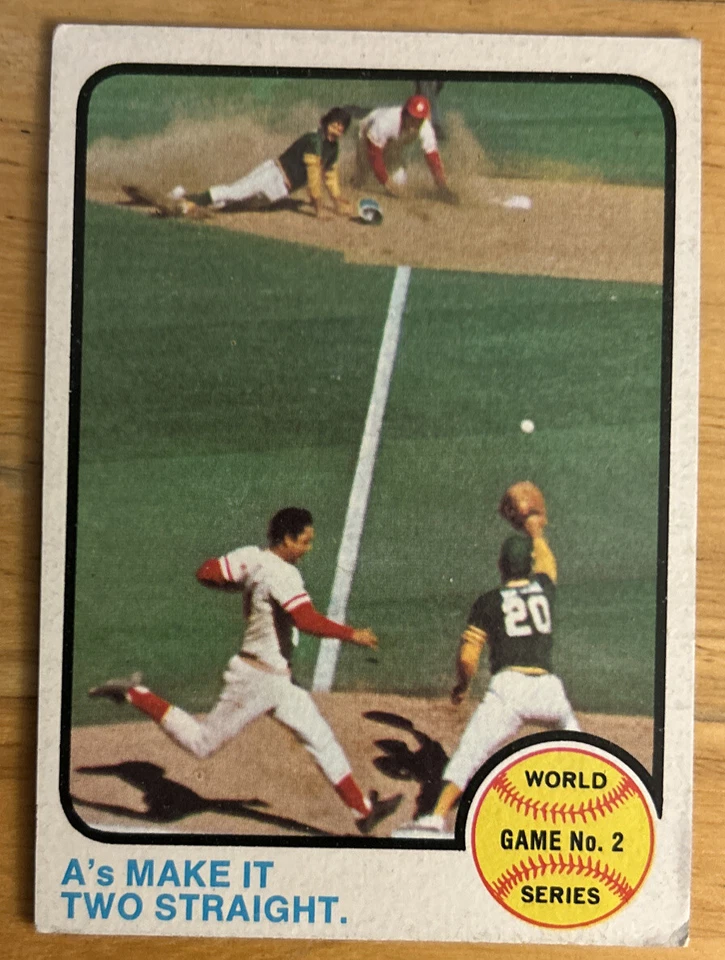 20
WORLD
GAME No. 2
SERIES
A's MAKE IT
TWO STRAIGHT.